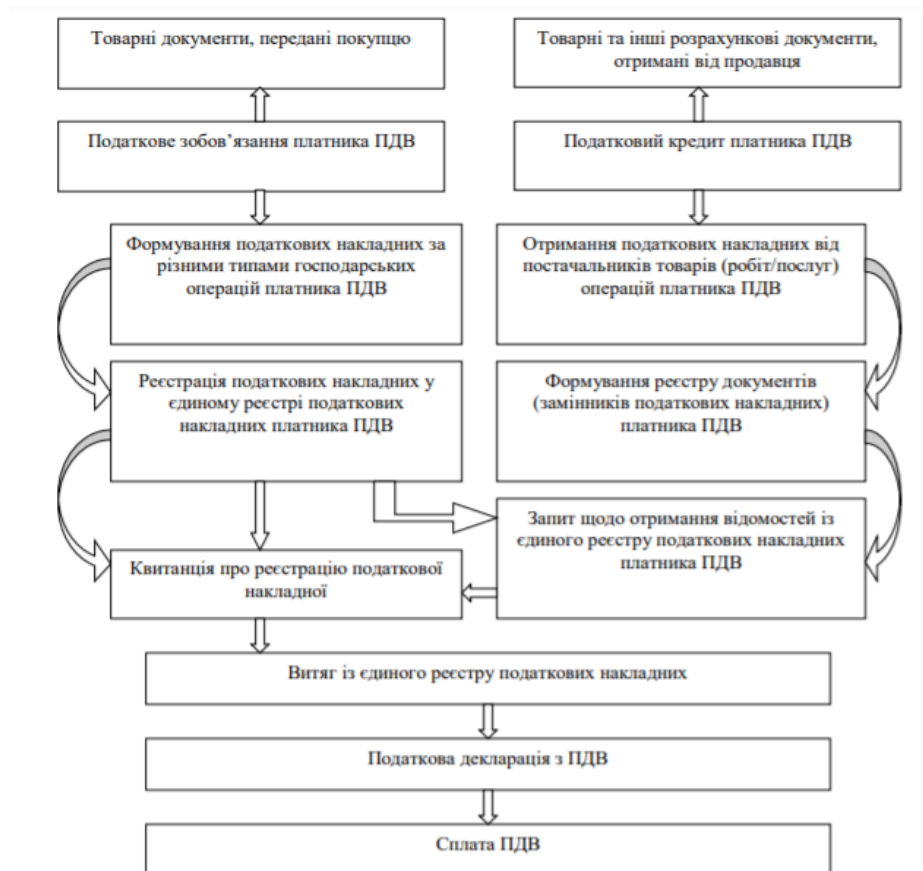 Товарні документи, передані покупцю
Товарні та інші розрахункові документи,
отримані від продавця
Податкове зобов’язання платника ПДВ
Податковий кредит платника ПДВ
Формування податкових накладних за
різними типами господарських
операцій платника ПДВ
Отримання податкових накладних від
постачальників товарів (робіт/послуг)
операцій платника ПДВ
Реєстрація податкових накладних у
єдиному реєстрі податкових
накладних платника ПДВ
Формування реєстру документів
(замінників податкових накладних)
платника ПДВ
Запит щодо отримання відомостей із
єдиного реєстру податкових накладних
платника ПДВ
Квитанція про реєстрацію податкової
накладної
Витяг із єдиного реєстру податкових накладних
Податкова декларація з ПДВ
Сплата ПДВ